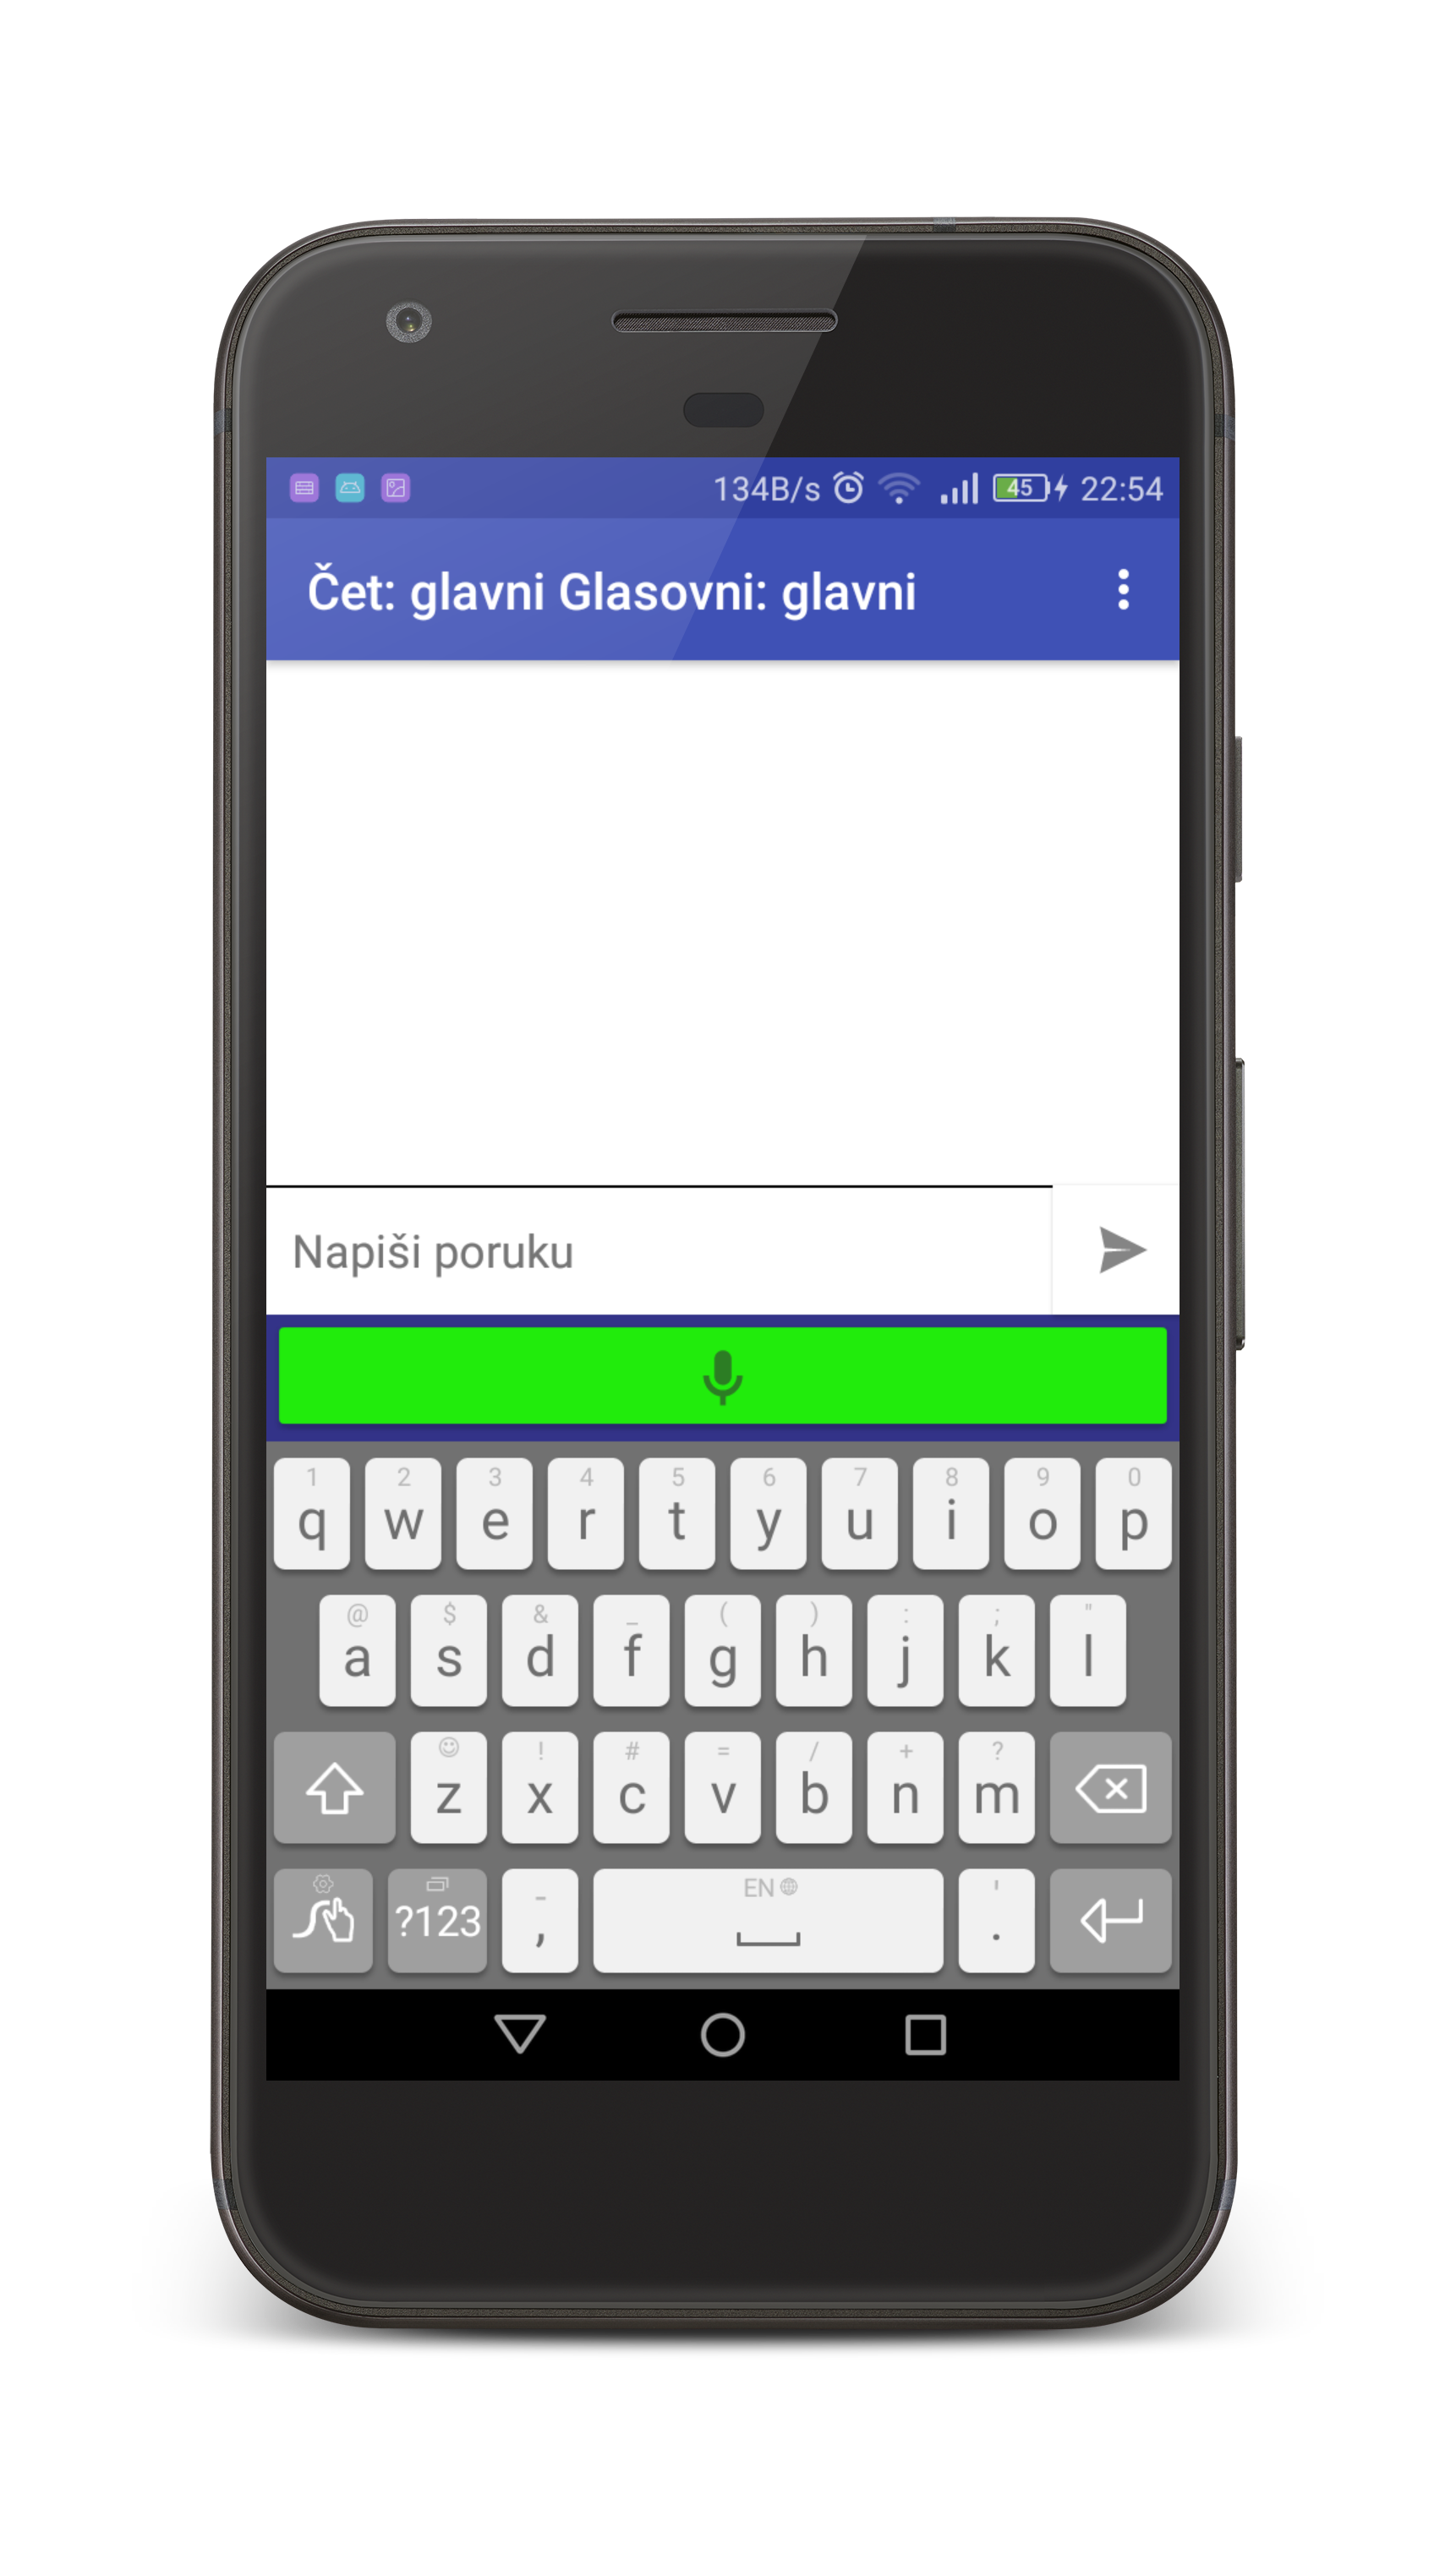 134B/s 45 22:54
Čet: glavni Glasovni: glavni
Napiši poruku
1 2 3 4 5 6 7 8 9 0
q w e r t y u i o p
@ $ & _ ( ) : ; "
a s d f g h j k l
! # = / + ?
z x c v b n m
- EN '
?123 , .